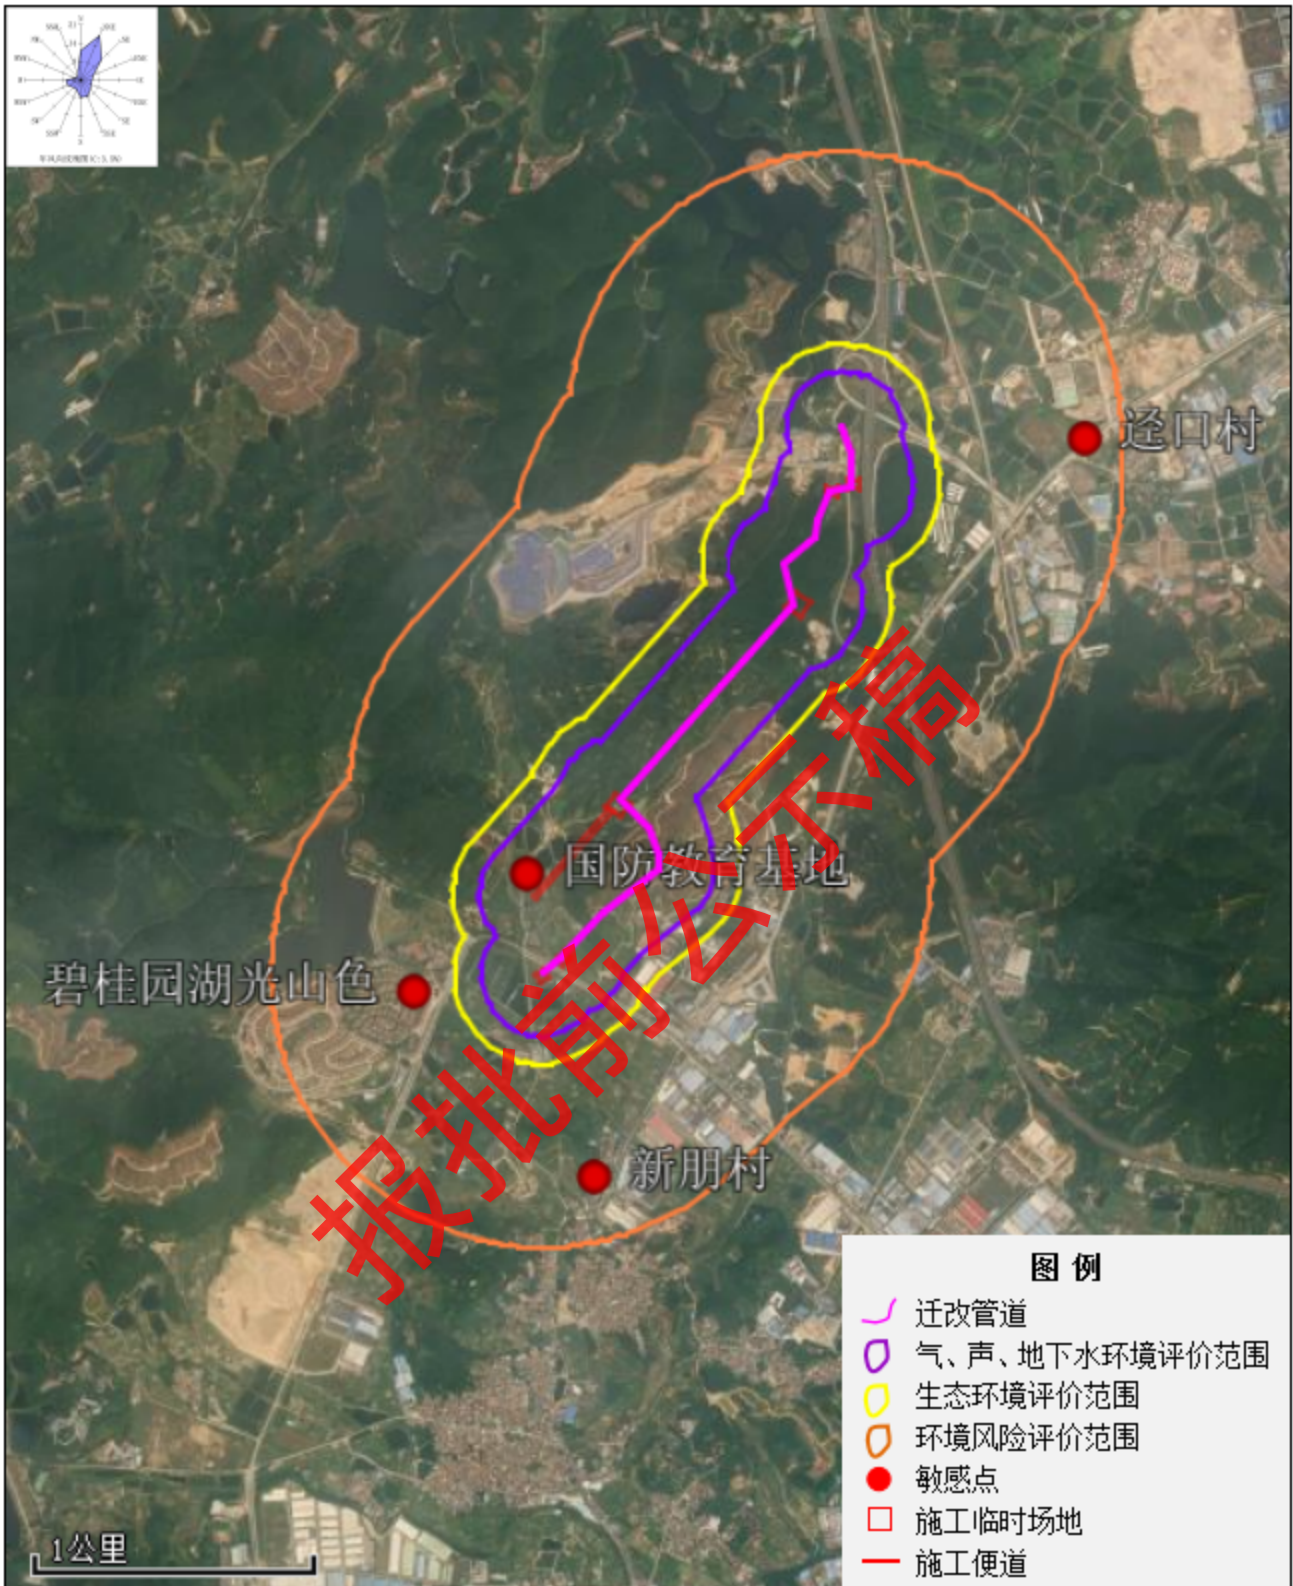 迳口村
国防教育基地
碧桂园湖光山色
新朋村
报批前公示稿
图 例
迁改管道
气、声、地下水环境评价范围
生态环境评价范围
环境风险评价范围
敏感点
施工临时场地
施工便道
1公里